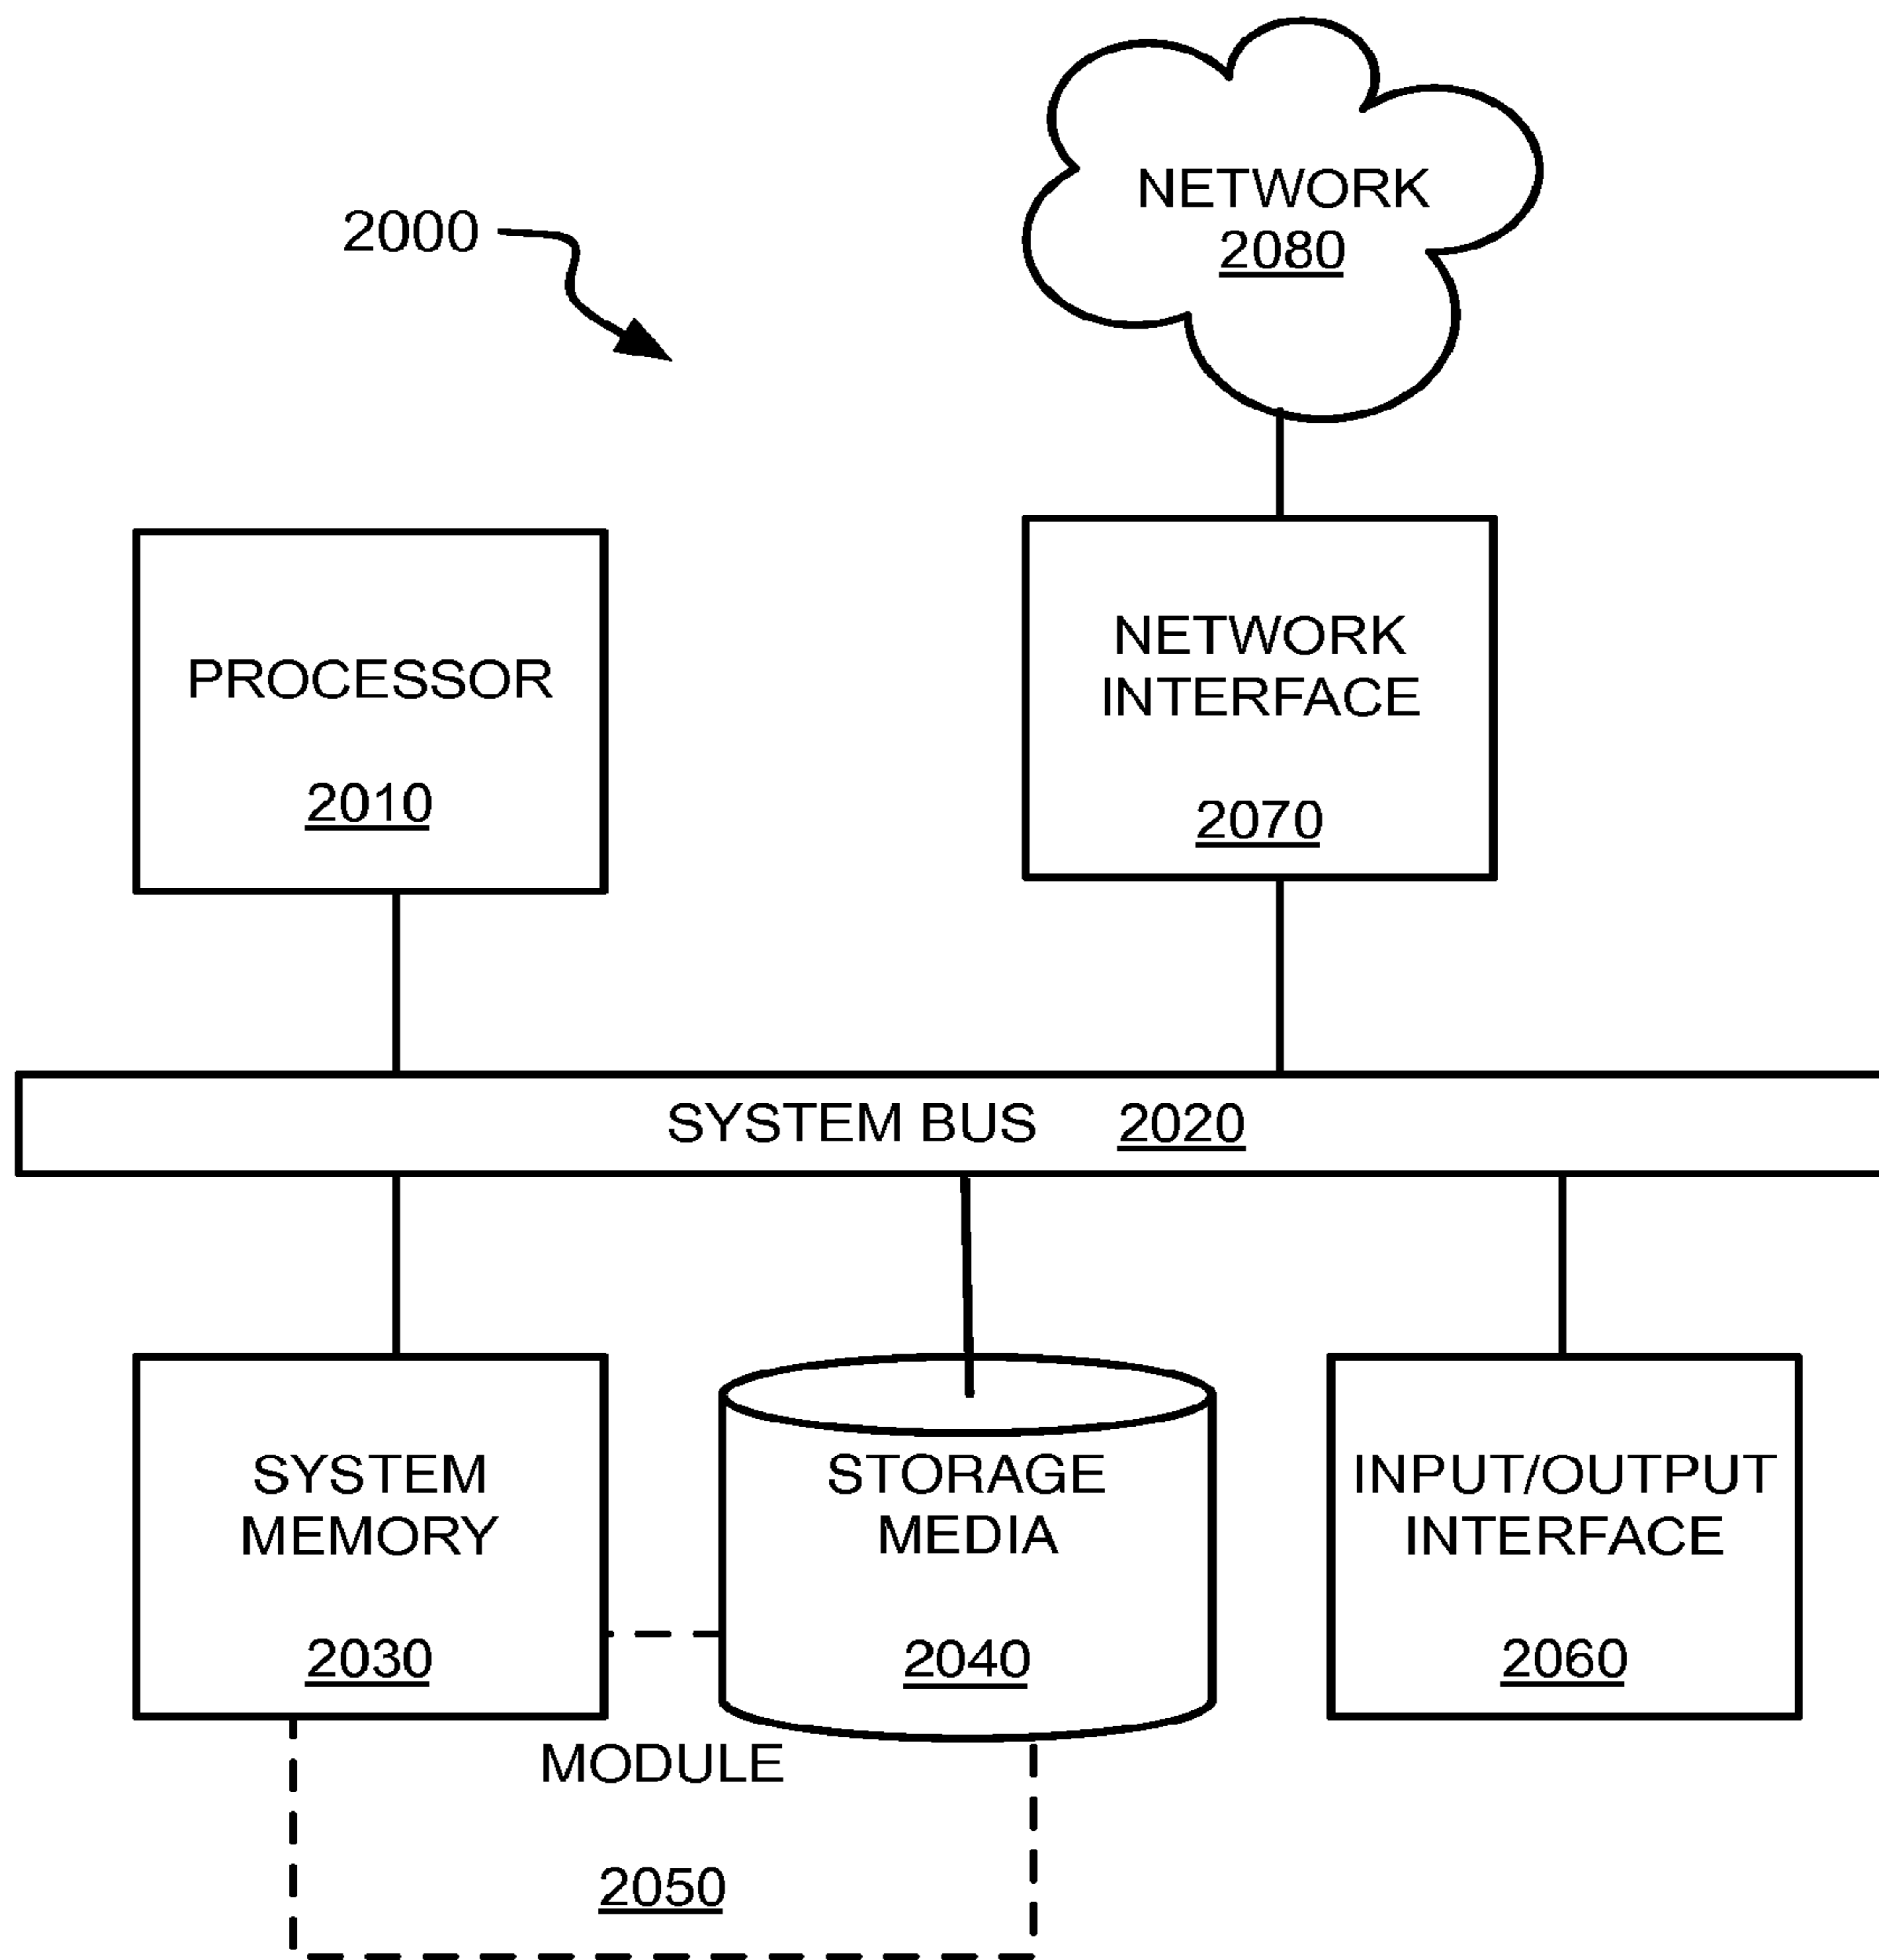 NETWORK
2080
2000
PROCESSOR
2010
NETWORK
INTERFACE
2070
SYSTEM BUS 2020
SYSTEM
MEMORY
2030
STORAGE
MEDIA
2040
INPUT/OUTPUT
INTERFACE
2060
MODULE
2050